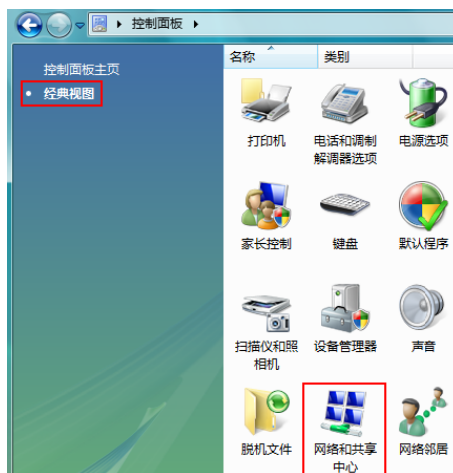 控制面板
名称 类别
控制面板主页
经典视图
打印机 电话和调制解调器选项 电源选项
家长控制 键盘 默认程序
扫描仪和照相机 设备管理器 声音
脱机文件 网络和共享中心 网络邻居